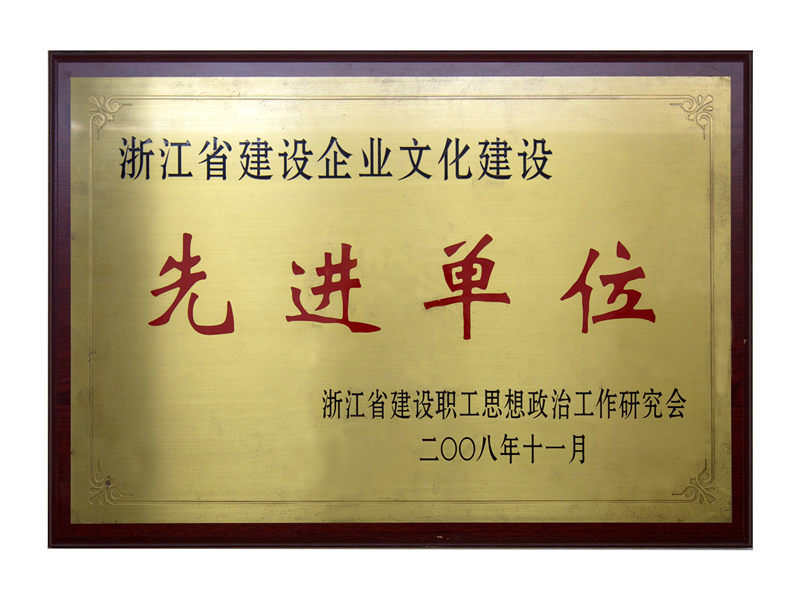 浙江省建设企业文化建设
先进单位
浙江省建设职工思想政治工作研究会
二〇〇八年十一月